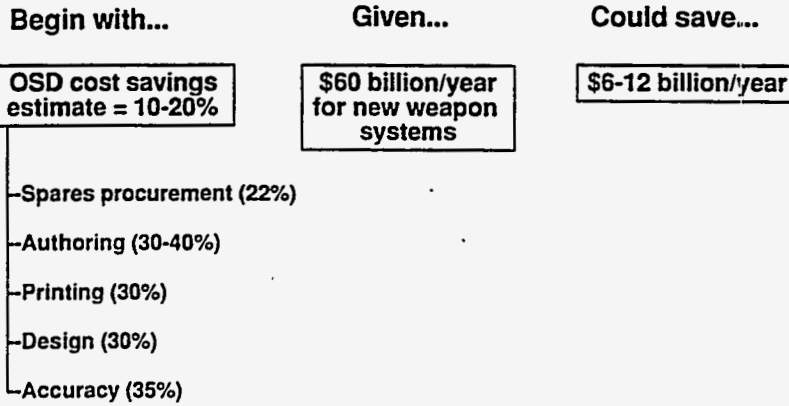 Begin with...
Given...
Could save...
OSD cost savings
estimate = 10-20%
$60 billion/year
for new weapon
systems
$6-12 billion/year
Spares procurement (22%)
Authoring (30-40%)
Printing (30%)
Design (30%)
Accuracy (35%)